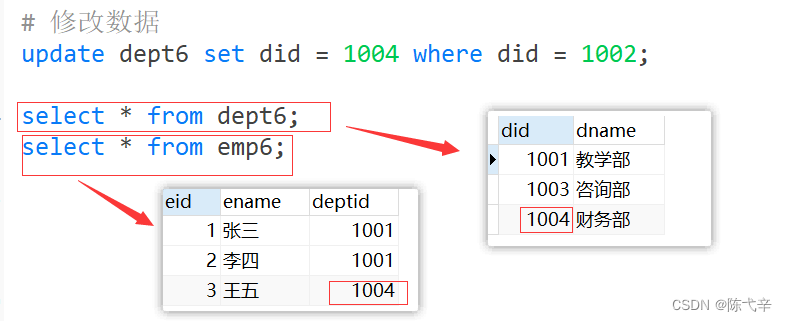 # 修改数据
update dept6 set did = 1004 where did = 1002;
select * from dept6;
select * from emp6;
did dname
1001 教学部
1003 咨询部
1004 财务部
eid ename deptid
1 张三 1001
2 李四 1001
3 王五 1004
CSDN @陈弋辛